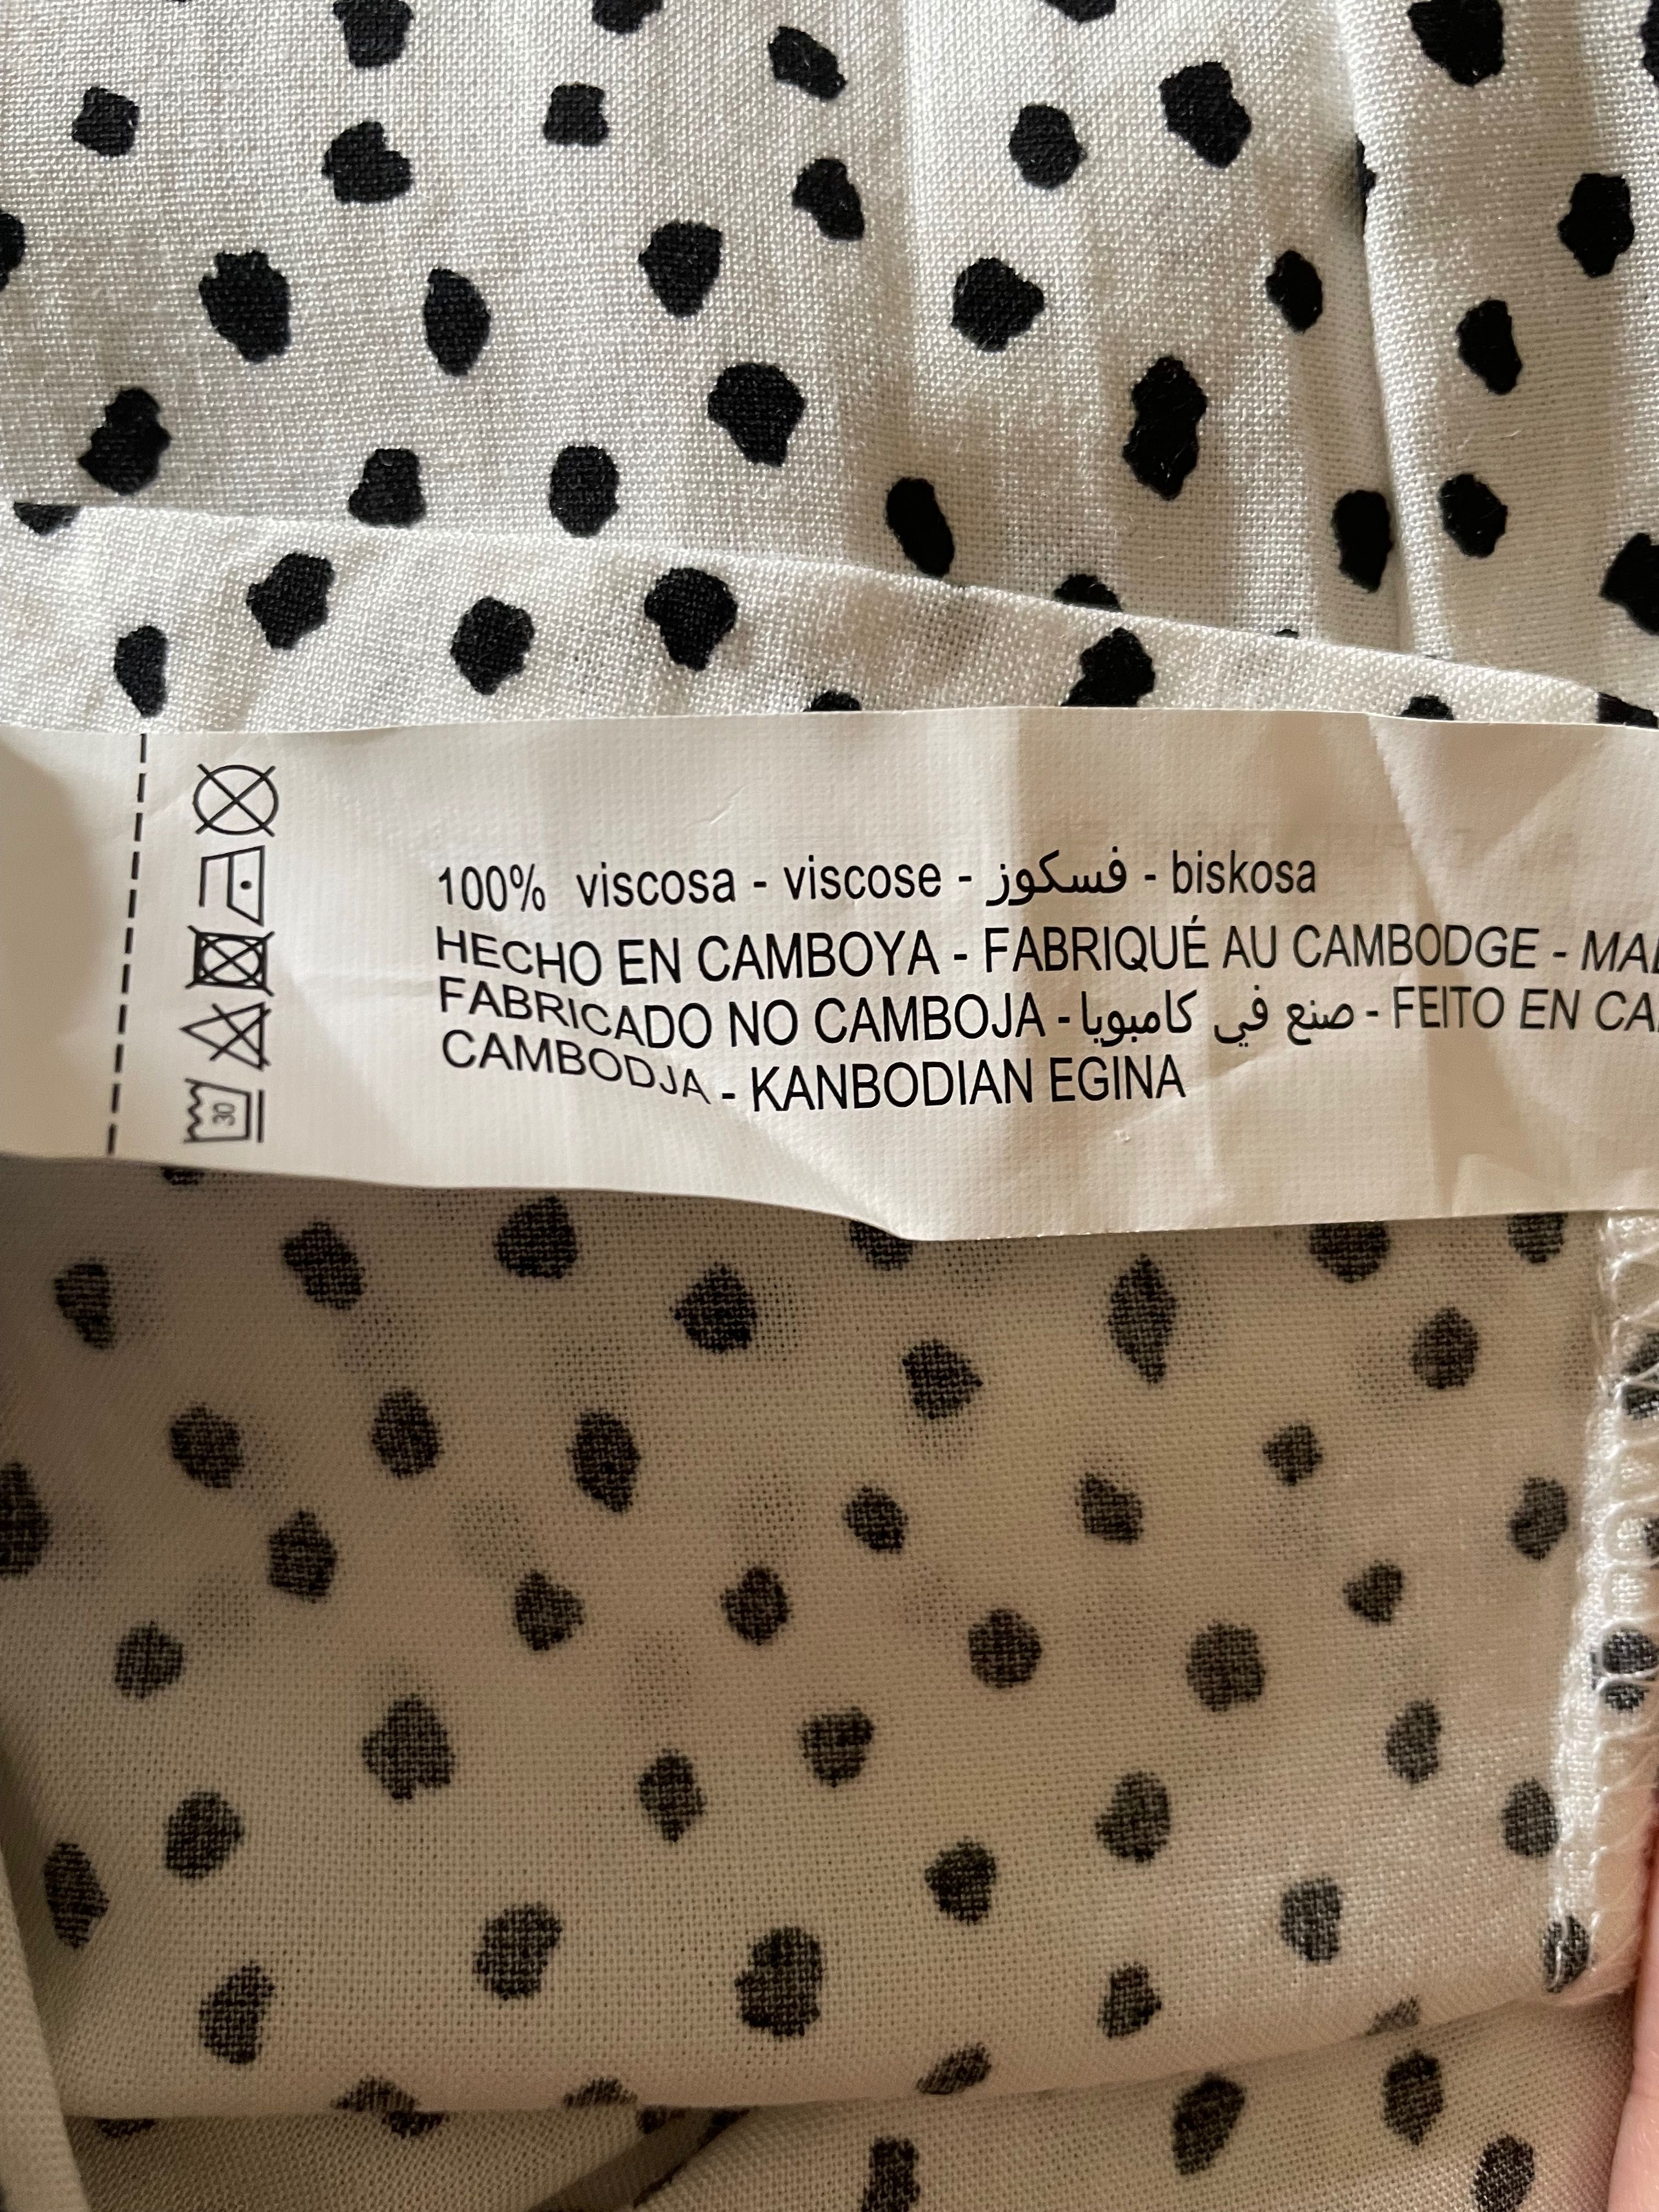 100% viscosa - viscose - فسكوز - biskosa
HECHO EN CAMBOYA - FABRIQUÉ AU CAMBODGE -
FABRICADO NO CAMBOJA - صنع في كامبويا - FEITO EN
CAMBODJA - KANBODIAN EGINA
30